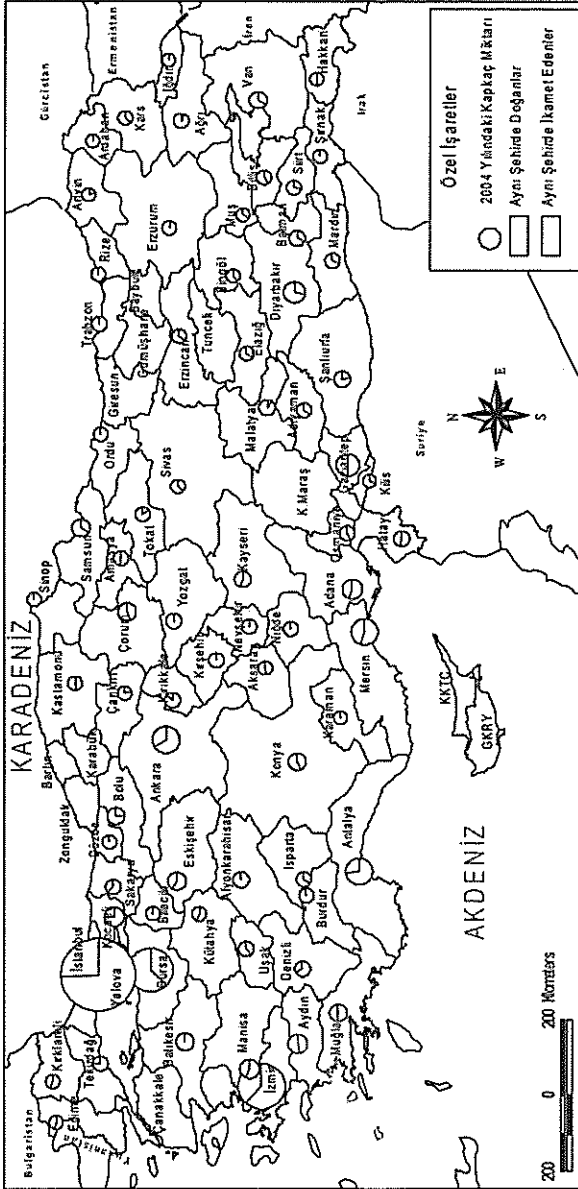 KARADENİZ
Bulgaristan
Gürcistan
Ermenistan
İran
Irak
Suriye
Yunanistan
Edirne
Kırklareli
Tekirdağ
İstanbul
Yalova
Kocaeli
Sakarya
Düzce
Bolu
Zonguldak
Bartın
Karabük
Kastamonu
Sinop
Çankırı
Çorum
Samsun
Amasya
Tokat
Ordu
Giresun
Trabzon
Gümüşhane
Bayburt
Rize
Artvin
Ardahan
Kars
Iğdır
Ağrı
Erzurum
Erzincan
Tunceli
Bingöl
Muş
Bitlis
Van
Hakkari
Şırnak
Siirt
Batman
Mardin
Diyarbakır
Elazığ
Malatya
Adıyaman
Şanlıurfa
Gaziantep
Kilis
K.Maraş
Osmaniye
Hatay
Adana
Mersin
Sivas
Kayseri
Yozgat
Kırşehir
Nevşehir
Niğde
Aksaray
Kırıkkale
Ankara
Konya
Karaman
Antalya
Isparta
Burdur
Afyonkarahisar
Eskişehir
Bilecik
Bursa
Kütahya
Uşak
Denizli
Muğla
Aydın
İzmir
Manisa
Balıkesir
Çanakkale
AKDENİZ
KKTC
GKRY
N
W
E
S
200 0 200 Kilometers
Özel İşaretler
2004 Yılındaki Kapkaç Miktarı
Aynı Şehirde Doğanlar
Aynı Şehirde İkamet Edenler